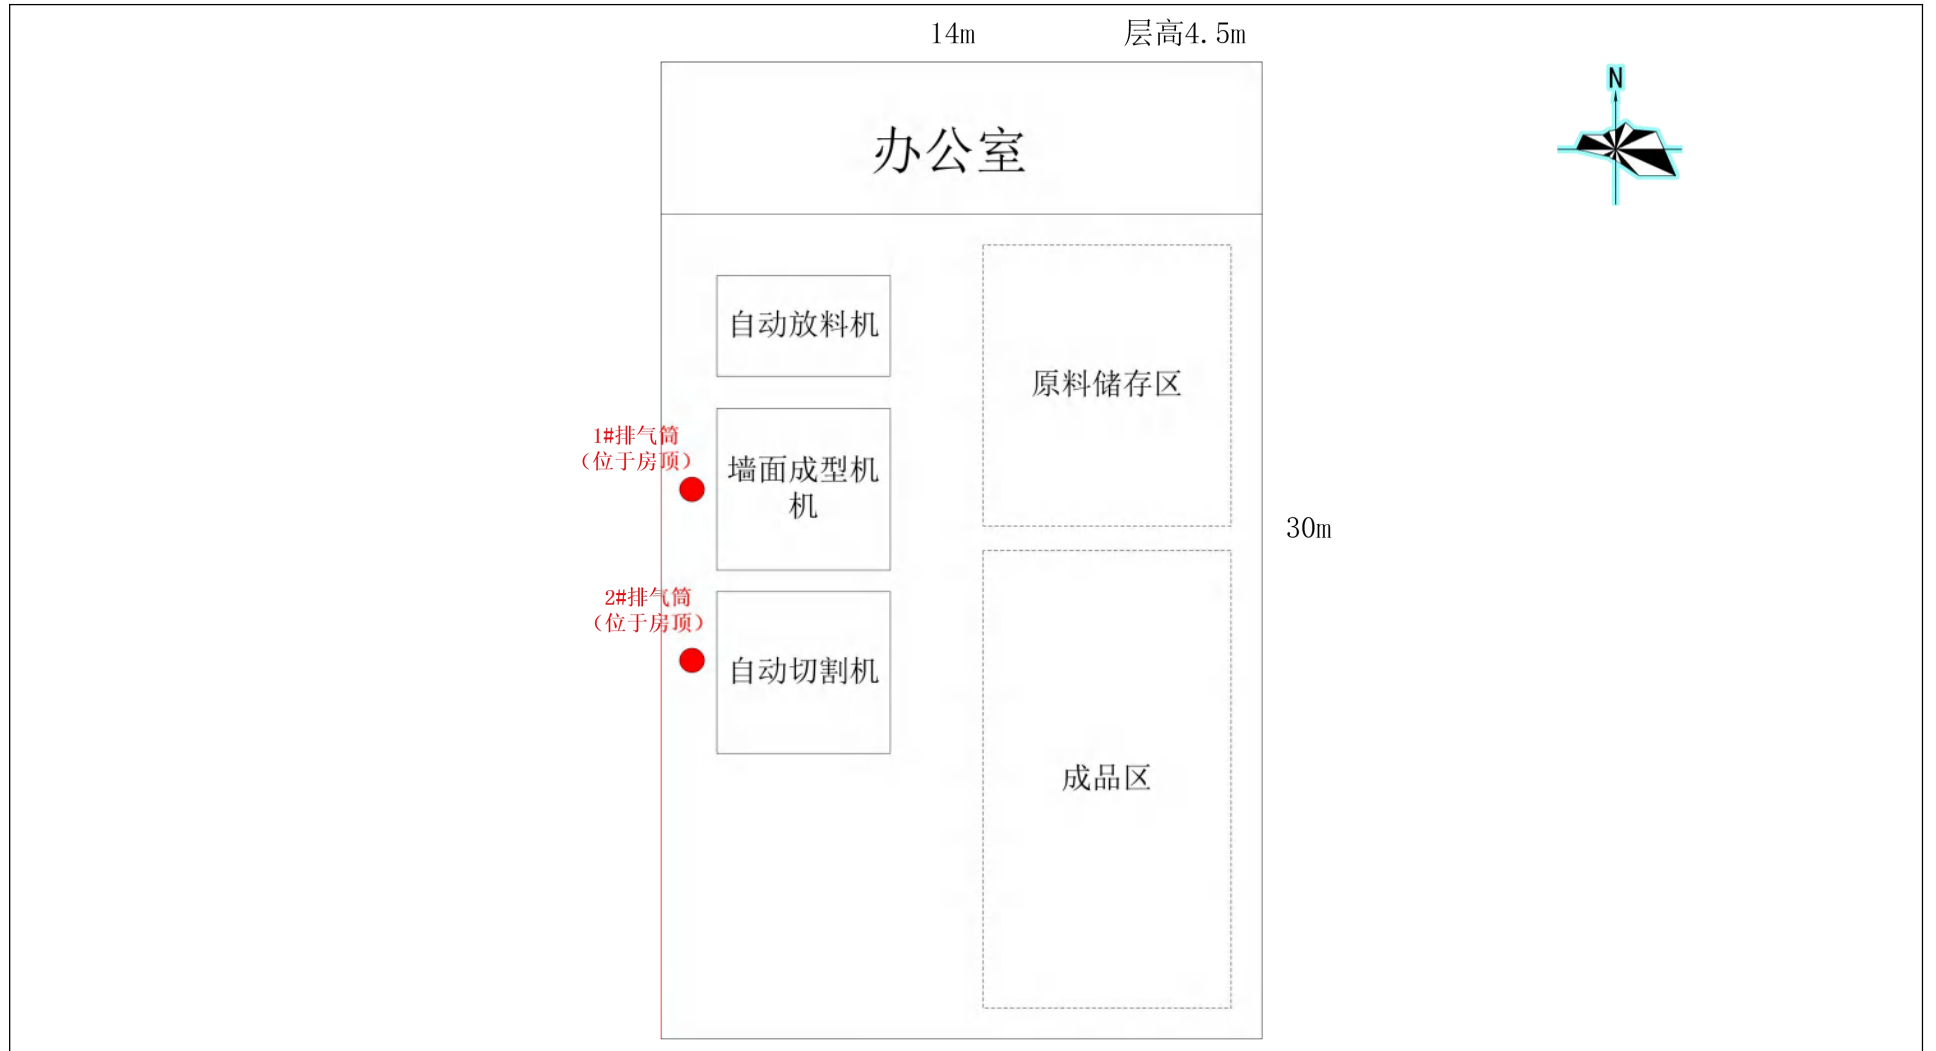 14m
层高4.5m
N
办公室
自动放料机
原料储存区
1#排气筒
（位于房顶）
墙面成型机
机
30m
2#排气筒
（位于房顶）
自动切割机
成品区